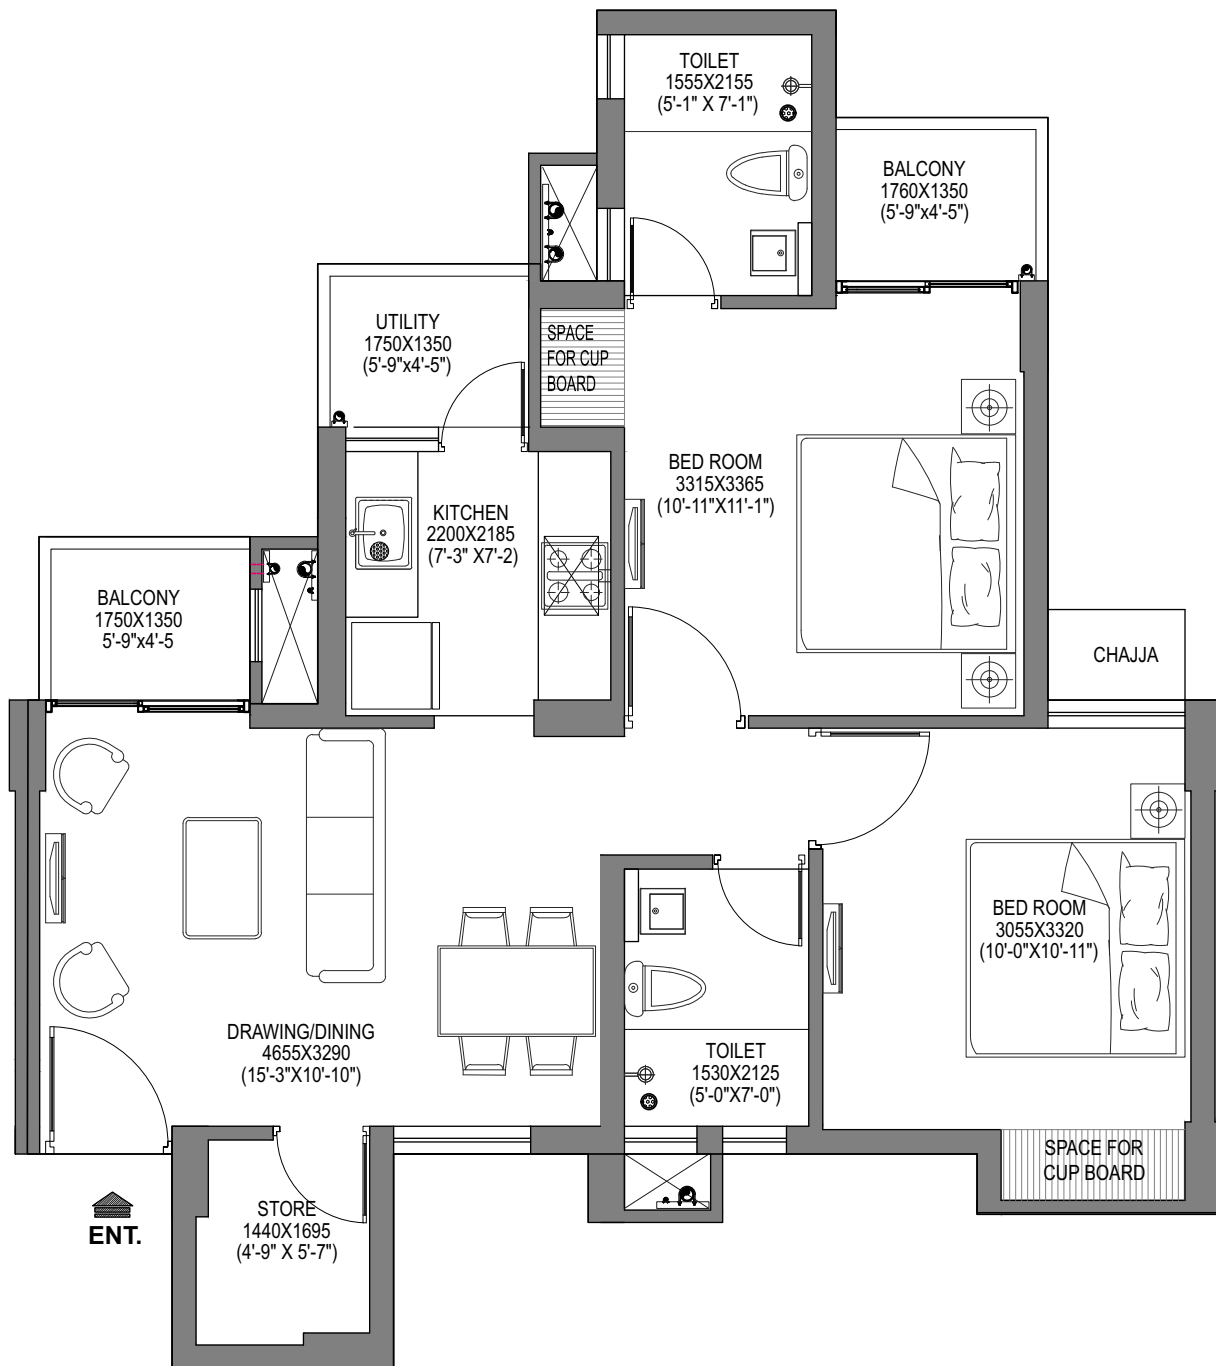 TOILET
1555X2155
(5'-1" X 7'-1")
BALCONY
1760X1350
(5'-9"x4'-5")
UTILITY
1750X1350
(5'-9"x4'-5")
SPACE
FOR CUP
BOARD
BED ROOM
3315X3365
(10'-11"X11'-1")
KITCHEN
2200X2185
(7'-3" X7'-2)
BALCONY
1750X1350
5'-9"x4'-5
CHAJJA
BED ROOM
3055X3320
(10'-0"X10'-11")
DRAWING/DINING
4655X3290
(15'-3"X10'-10")
TOILET
1530X2125
(5'-0"X7'-0")
SPACE FOR
CUP BOARD
STORE
1440X1695
(4'-9" X 5'-7")
ENT.